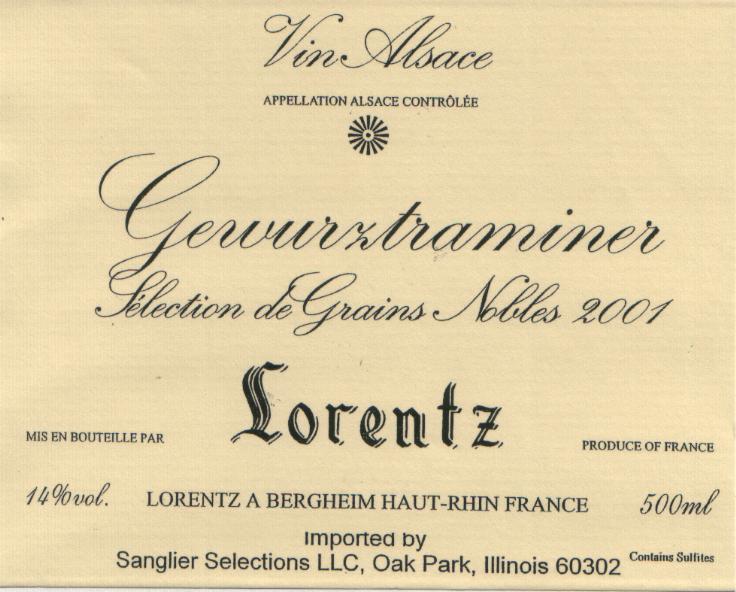 Vin Alsace
APPELLATION ALSACE CONTRÔLÉE
Gewurztraminer
Sélection de Grains Nobles 2001
Lorentz
MIS EN BOUTEILLE PAR
PRODUCE OF FRANCE
14%vol.
LORENTZ A BERGHEIM HAUT-RHIN FRANCE
500ml
Imported by
Sanglier Selections LLC, Oak Park, Illinois 60302
Contains Sulfites